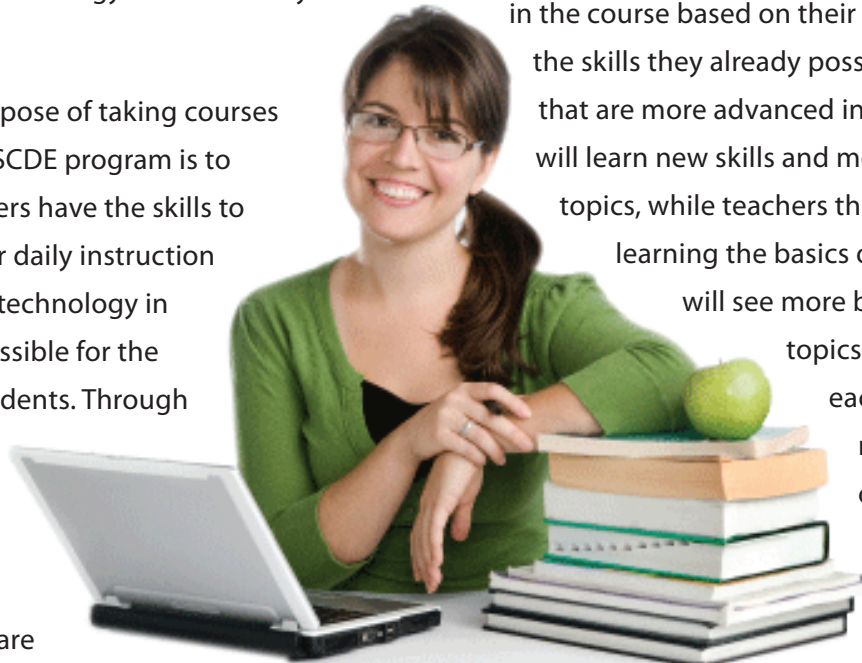 pose of taking courses
SCDE program is to
ers have the skills to
r daily instruction
technology in
ssible for the
dents. Through
are
in the course based on their
the skills they already poss
that are more advanced in
will learn new skills and m
topics, while teachers th
learning the basics
will see more b
topics
eac